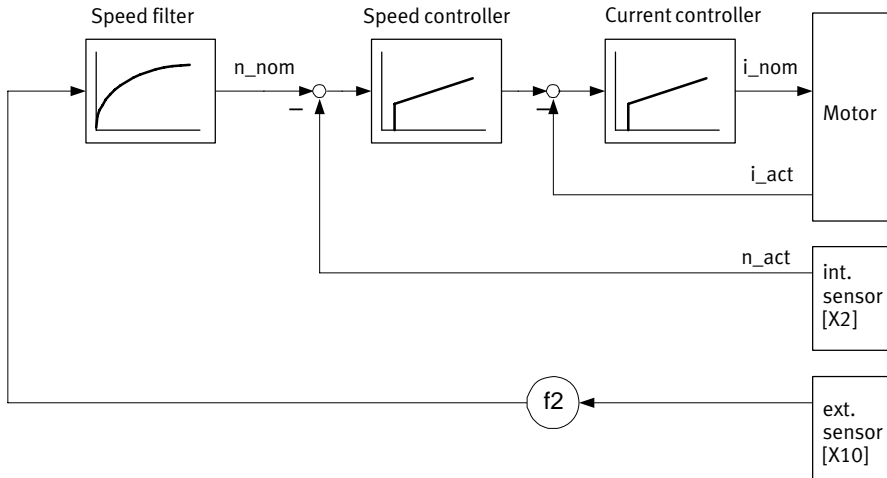 Speed filter
Speed controller
Current controller
n_nom
i_nom
–
–
Motor
i_act
n_act
int.
sensor
[X2]
f2
ext.
sensor
[X10]